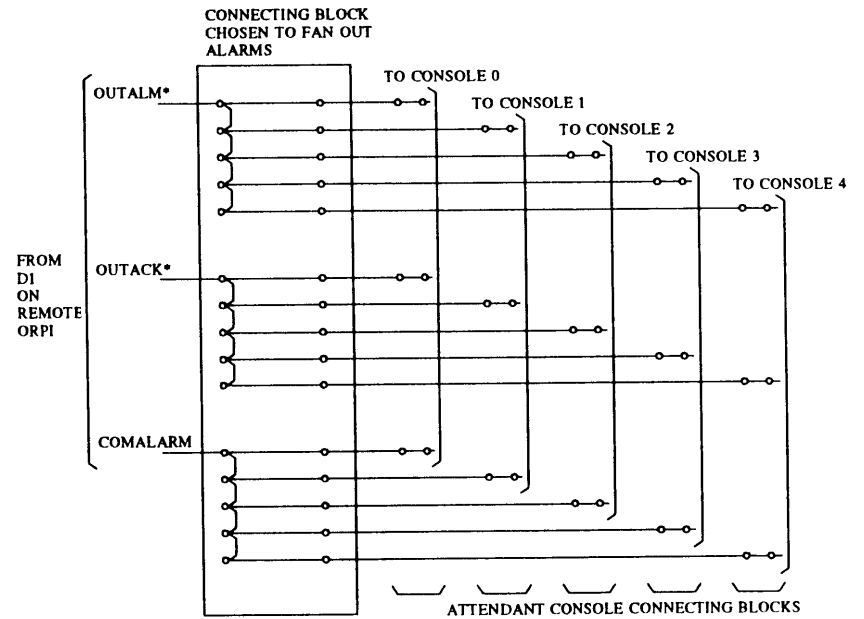 CONNECTING BLOCK
CHOSEN TO FAN OUT
ALARMS
TO CONSOLE 0
OUTALM*
TO CONSOLE 1
TO CONSOLE 2
TO CONSOLE 3
TO CONSOLE 4
FROM
D1
ON
REMOTE
ORPI
OUTACK*
COMALARM
ATTENDANT CONSOLE CONNECTING BLOCKS